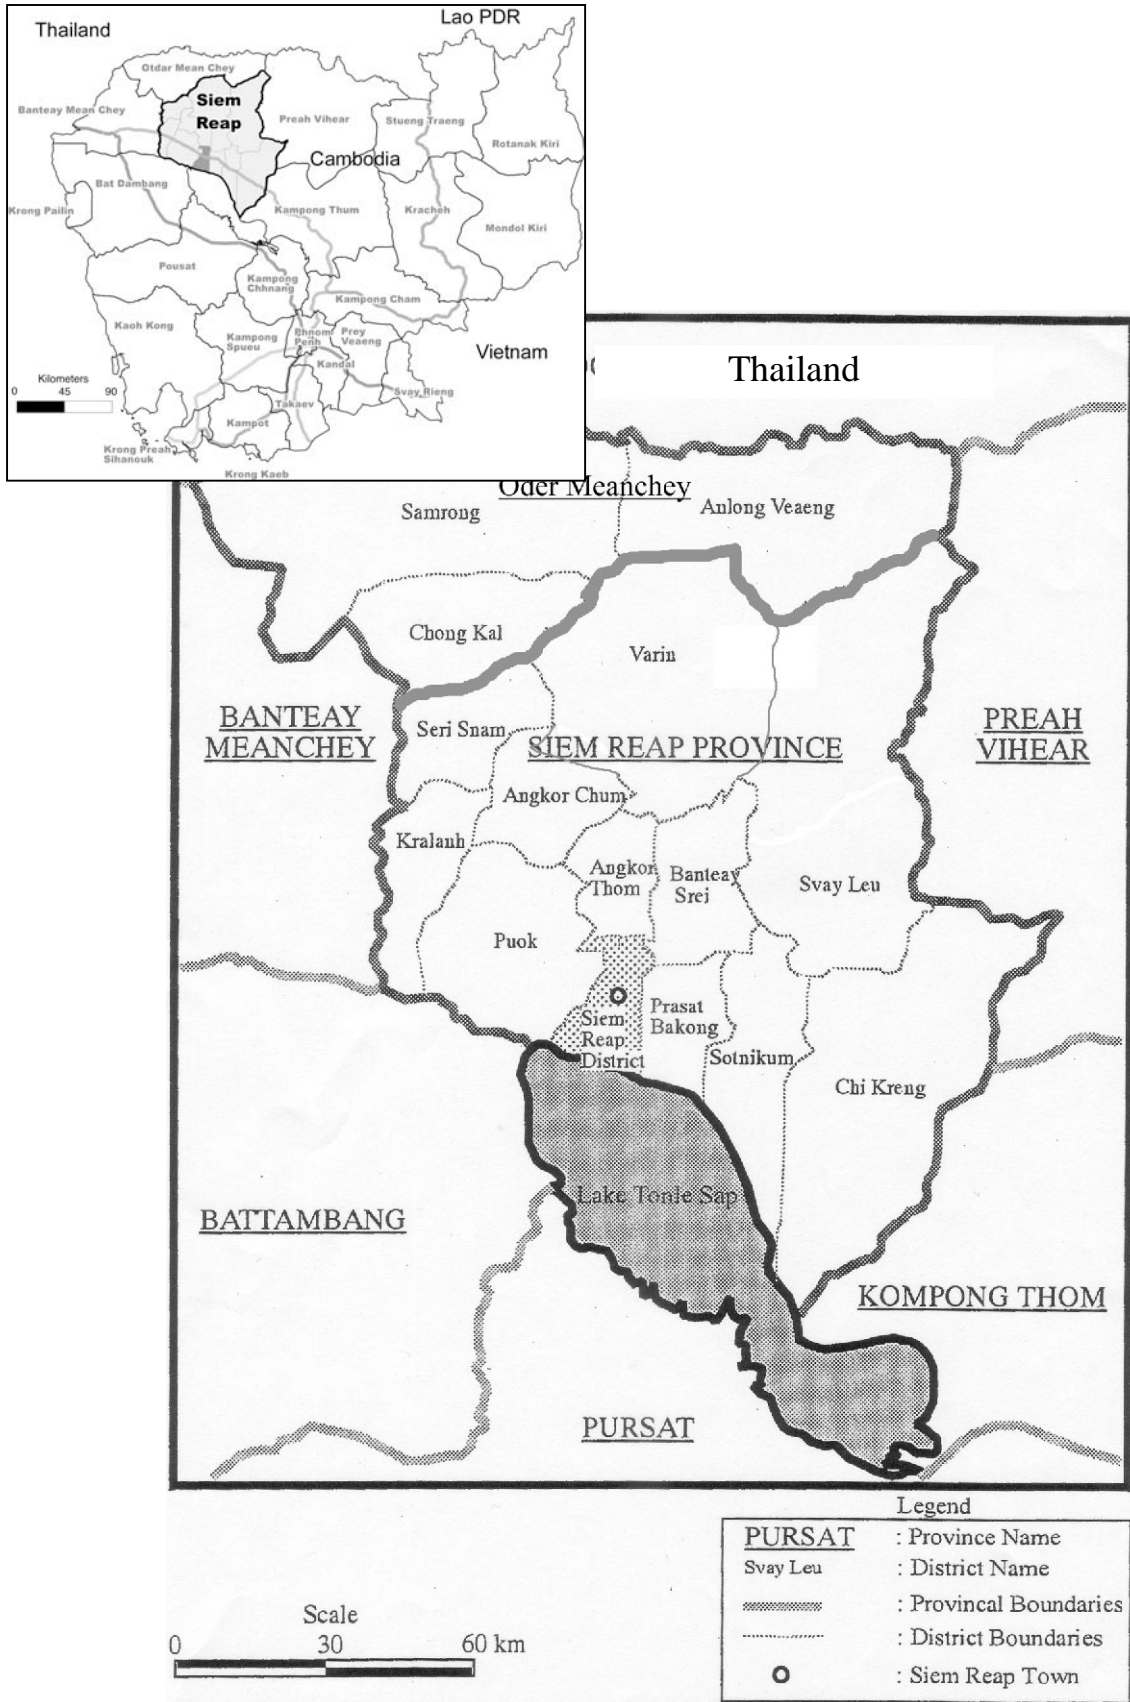 Thailand
Lao PDR
Otdar Mean Chey
Siem
Reap
Banteay Mean Chey
Preah Vihear
Stueng Traeng
Rotanak Kiri
Cambodia
Bat Dambang
Krong Pailin
Kampong Thum
Kracheh
Mondol Kiri
Pousat
Kampong
Chhnang
Kampong Cham
Kaoh Kong
Kampong
Spueu
Phnom
Penh
Prey
Veaeng
Vietnam
Kandal
Kilometers
0 45 90
Svay Rieng
Takaev
Kampot
Krong Preah
Sihanouk
Krong Kaeb
Thailand
Oder Meanchey
Samrong
Anlong Veaeng
Chong Kal
Varin
BANTEAY
MEANCHEY
Seri Snam
SIEM REAP PROVINCE
PREAH
VIHEAR
Angkor Chum
Kralanh
Angkor
Thom
Banteay
Srei
Svay Leu
Puok
Siem
Reap
District
Prasat
Bakong
Sotnikum
Chi Kreng
Lake Tonle Sap
BATTAMBANG
KOMPONG THOM
PURSAT
Legend
PURSAT : Province Name
Svay Leu : District Name
: Provincal Boundaries
: District Boundaries
: Siem Reap Town
Scale
0 30 60 km